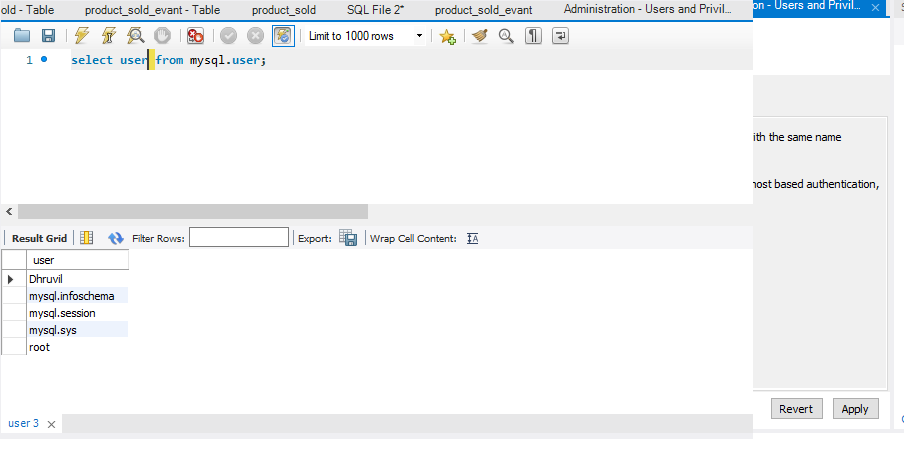 old - Table product_sold_evant - Table product_sold SQL File 2* product_sold_evant Administration - Users and Privil... on - Users and Privil...
Limit to 1000 rows
1 select user from mysql.user;
ith the same name
ost based authentication,
Result Grid Filter Rows: Export: Wrap Cell Content:
user
Dhruvil
mysql.infoschema
mysql.session
mysql.sys
root
Revert Apply
user 3